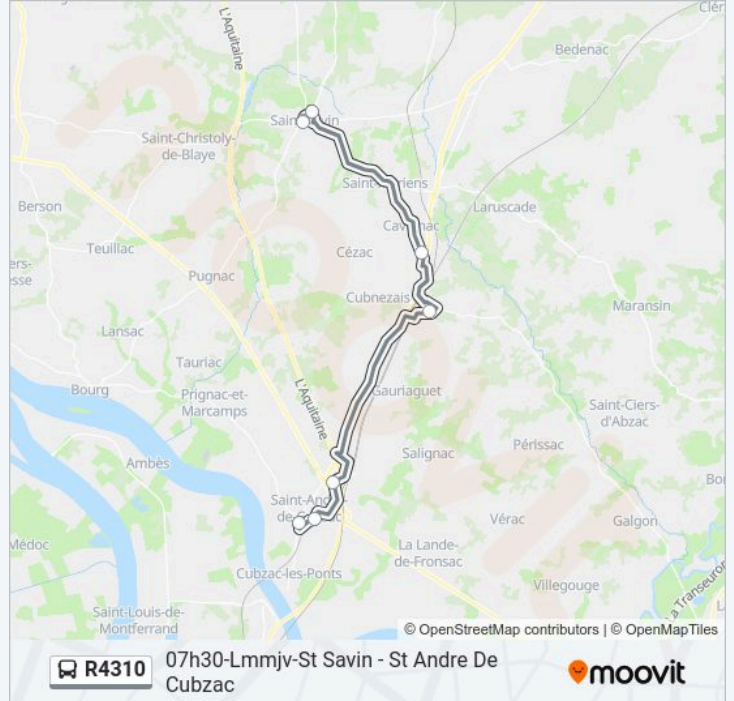 Clér
L'Aquitaine
Bedenac
Saint-Christoly-
de-Blaye
Berson
Laruscade
Teuillac
Cézac
ers-
sse
Pugnac
Cubnezais
Maransin
Lansac
Tauriac
Bourg
Prignac-et-
Marcamps
L'Aquitaine
Gauriaguet
Saint-Ciers-
d'Abzac
Salignac
Périssac
Ambès
Vérac
Galgon
Médoc
La Lande-
de-Fronsac
Cubzac-les-Ponts
Villegouge
Saint-Louis-de-
Montferrand
© OpenStreetMap contributors | © OpenMapTiles
R4310
07h30-Lmmjv-St Savin - St Andre De
Cubzac
moovit